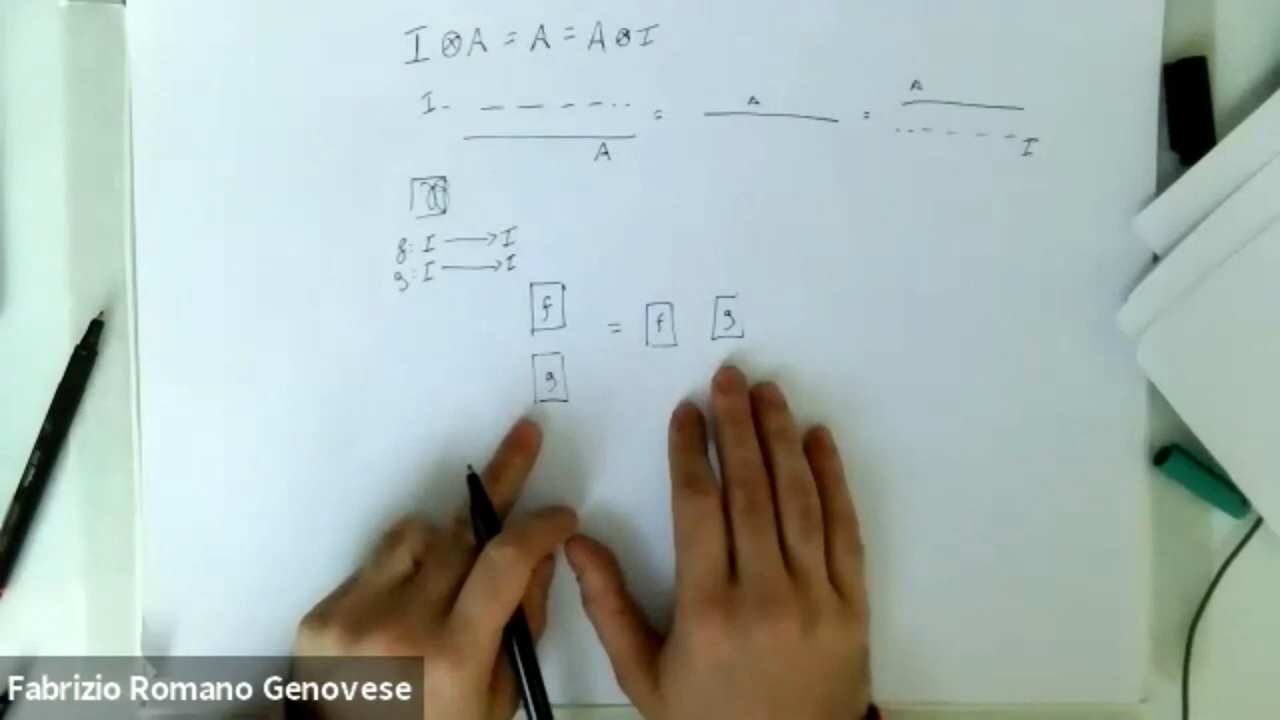 I ⊗ A = A = A ⊗ I
I - = A = A
A I
f: I → I
g: I → I
f = f g
g
Fabrizio Romano Genovese